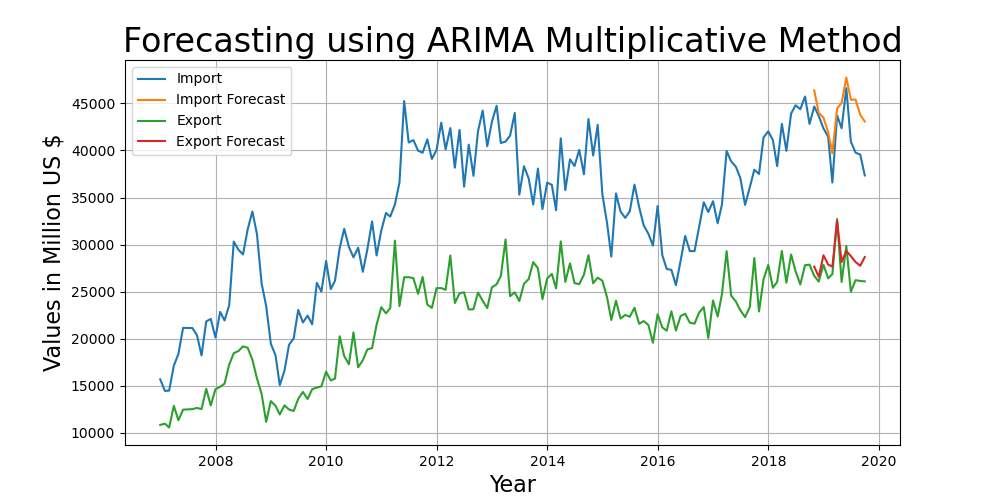 Forecasting using ARIMA Multiplicative Method
Import
Import Forecast
Export
Export Forecast
Values in Million US $
45000
40000
35000
30000
25000
20000
15000
10000
2008 2010 2012 2014 2016 2018 2020
Year